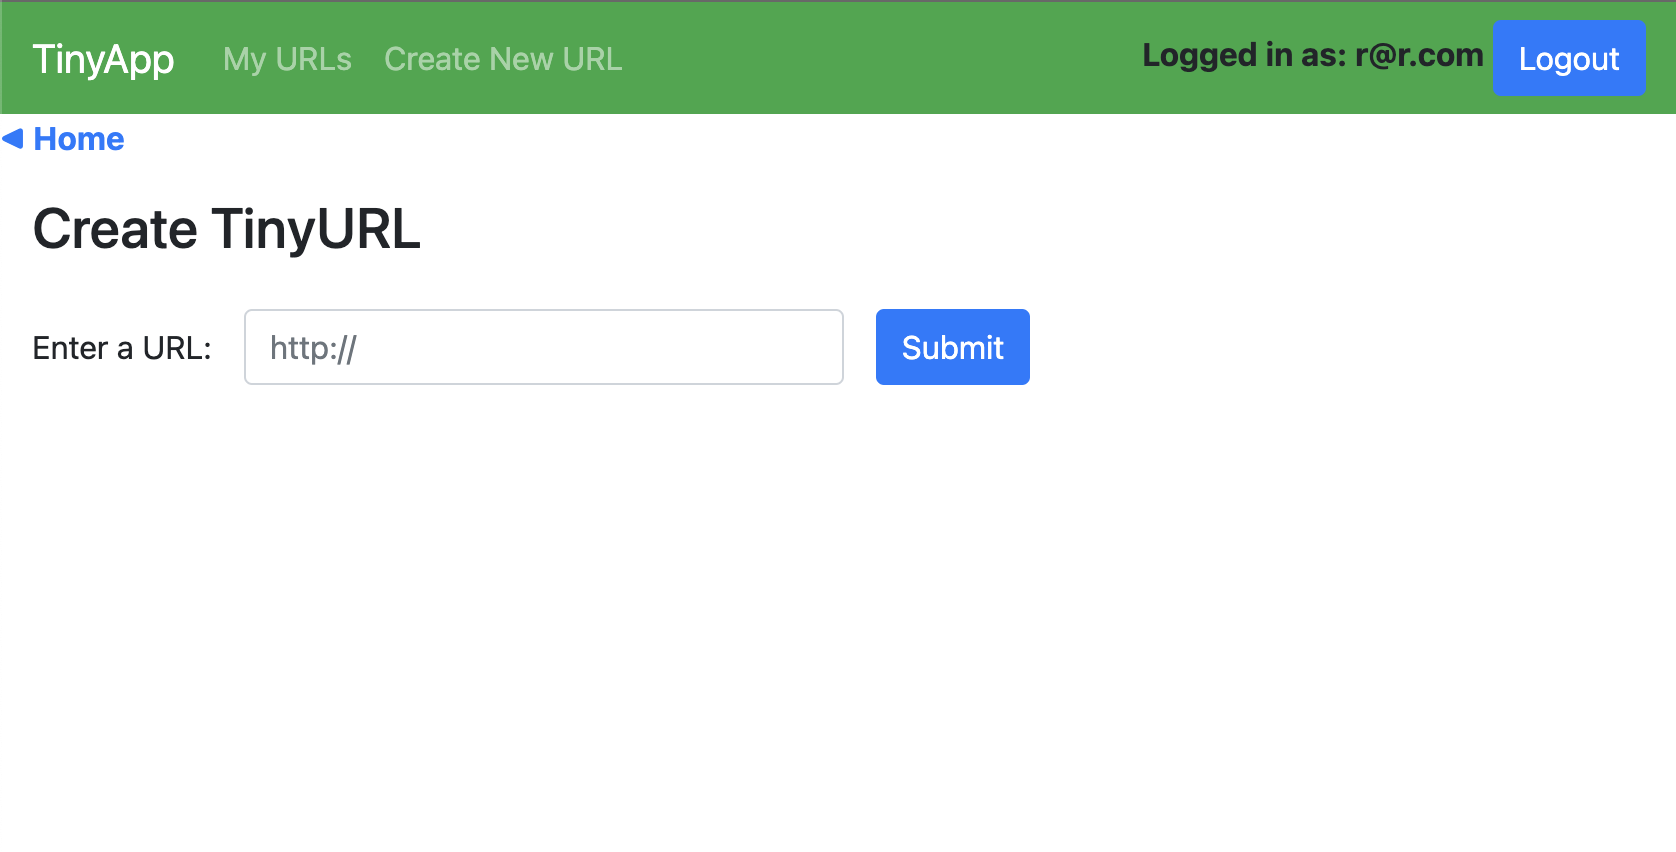 TinyApp My URLs Create New URL Logged in as: r@r.com Logout
Home
Create TinyURL
Enter a URL: http:// Submit